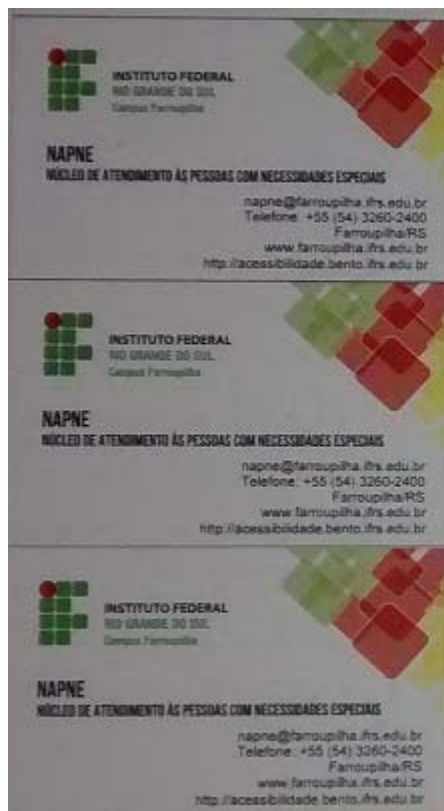 INSTITUTO FEDERAL
RIO GRANDE DO SUL
Campus Farroupilha
NAPNE
NÚCLEO DE ATENDIMENTO ÀS PESSOAS COM NECESSIDADES ESPECIAIS
napne@farroupilha.ifrs.edu.br
Telefone: +55 (54) 3260-2400
Farroupilha/RS
www.farroupilha.ifrs.edu.br
http://acessibilidade.bento.ifrs.edu.br
INSTITUTO FEDERAL
RIO GRANDE DO SUL
Campus Farroupilha
NAPNE
NÚCLEO DE ATENDIMENTO ÀS PESSOAS COM NECESSIDADES ESPECIAIS
napne@farroupilha.ifrs.edu.br
Telefone: +55 (54) 3260-2400
Farroupilha/RS
www.farroupilha.ifrs.edu.br
http://acessibilidade.bento.ifrs.edu.br
INSTITUTO FEDERAL
RIO GRANDE DO SUL
Campus Farroupilha
NAPNE
NÚCLEO DE ATENDIMENTO ÀS PESSOAS COM NECESSIDADES ESPECIAIS
napne@farroupilha.ifrs.edu.br
Telefone: +55 (54) 3260-2400
Farroupilha/RS
www.farroupilha.ifrs.edu.br
http://acessibilidade.bento.ifrs.edu.br